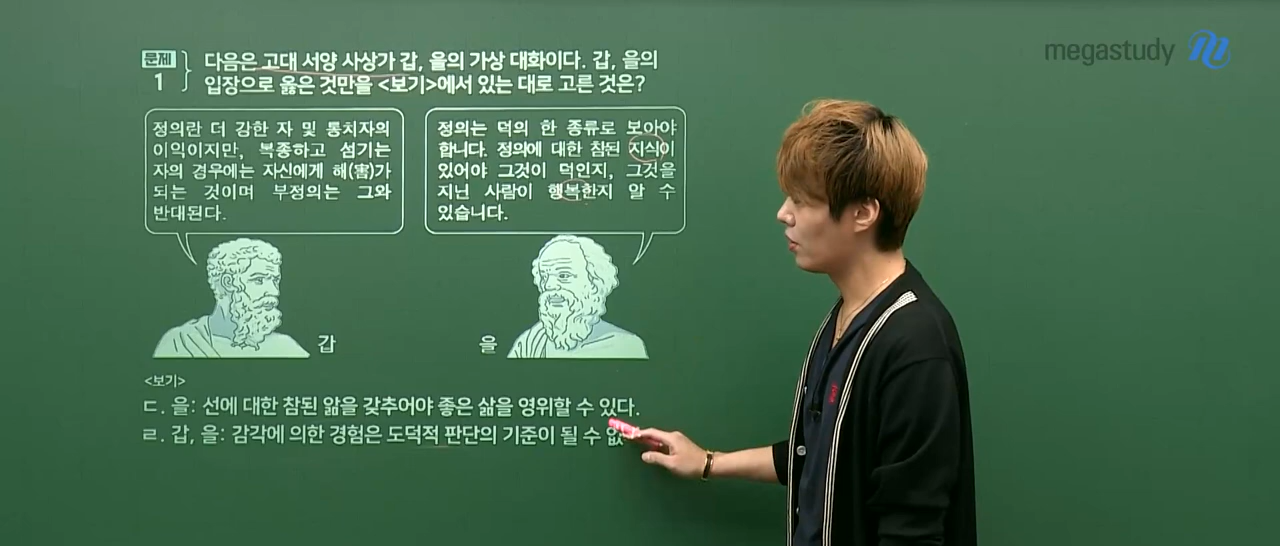 megastudy
문제
1
다음은 고대 서양 사상가 갑, 을의 가상 대화이다. 갑, 을의
입장으로 옳은 것만을 <보기>에서 있는 대로 고른 것은?
정의란 더 강한 자 및 통치자의
이익이지만, 복종하고 섬기는
자의 경우에는 자신에게 해(害)가
되는 것이며 부정의는 그와
반대된다.
정의는 덕의 한 종류로 보아야
합니다. 정의에 대한 참된 지식이
있어야 그것이 덕인지, 그것을
지닌 사람이 행복한지 알 수
있습니다.
갑
을
<보기>
ㄷ. 을: 선에 대한 참된 앎을 갖추어야 좋은 삶을 영위할 수 있다.
ㄹ. 갑, 을: 감각에 의한 경험은 도덕적 판단의 기준이 될 수 없